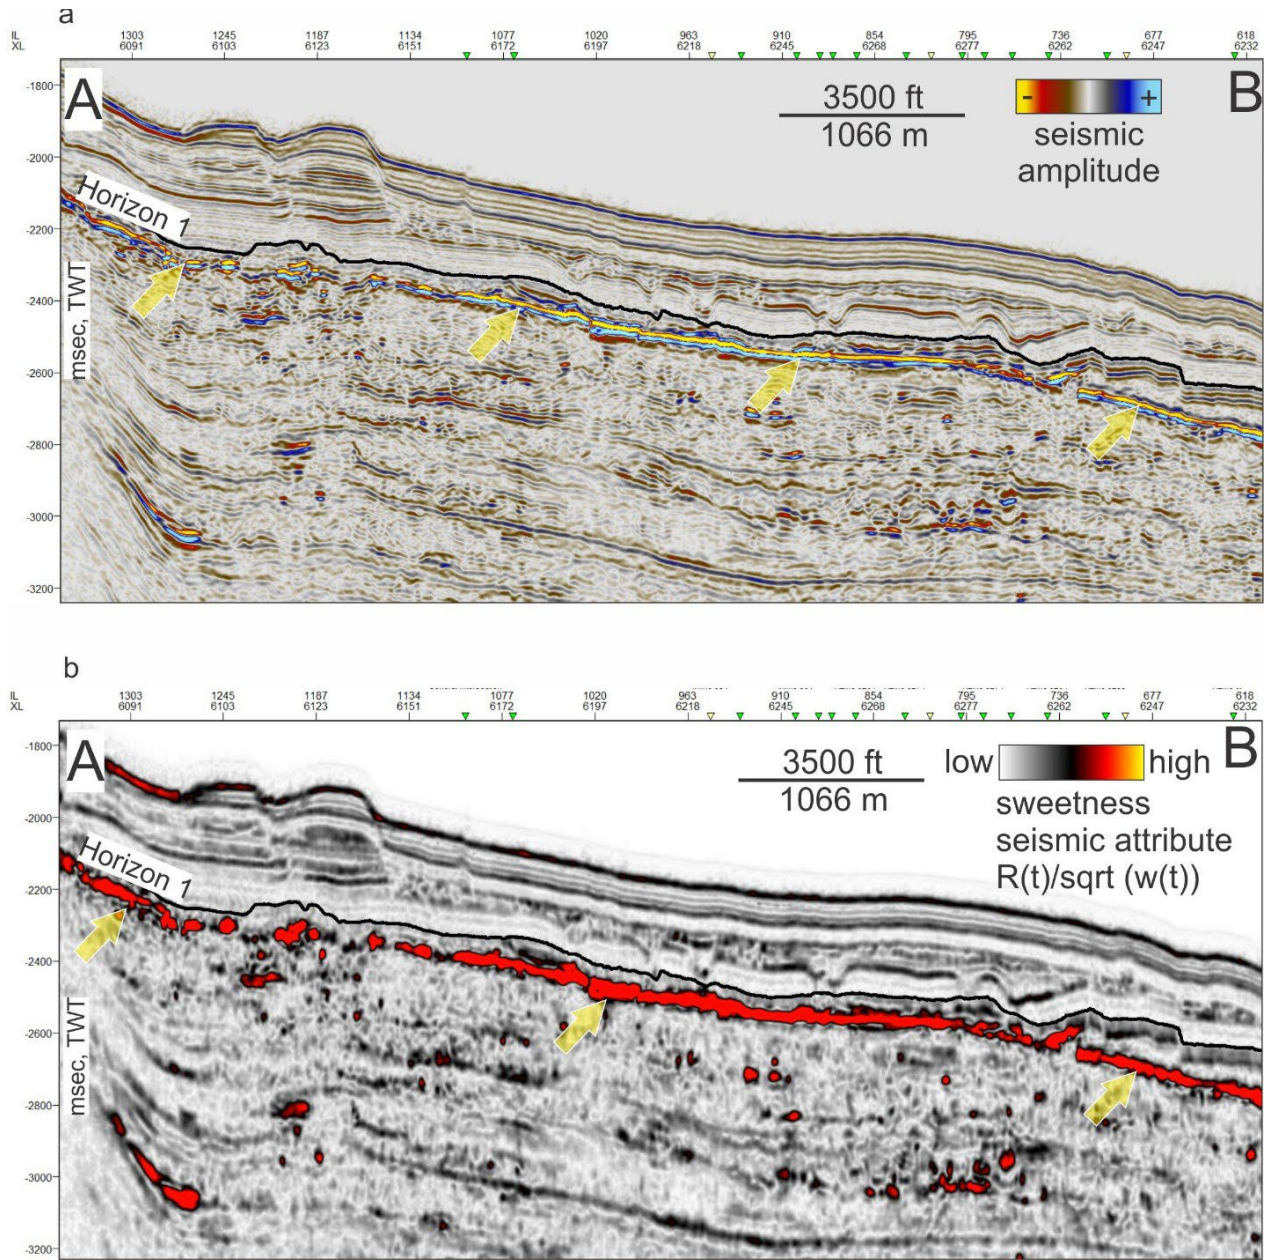 a
IL 1303 1245 1187 1134 1077 1020 963 910 854 795 736 677 618
XL 6091 6103 6123 6151 6172 6197 6218 6245 6268 6277 6262 6247 6232
A
B
3500 ft
1066 m
- +
seismic
amplitude
Horizon 1
msec, TWT
-1800
-2000
-2200
-2400
-2600
-2800
-3000
-3200
b
IL 1303 1245 1187 1134 1077 1020 963 910 854 795 736 677 618
XL 6091 6103 6123 6151 6172 6197 6218 6245 6268 6277 6262 6247 6232
A
B
3500 ft
1066 m
low high
sweetness
seismic attribute
R(t)/sqrt (w(t))
Horizon 1
msec, TWT
-1800
-2000
-2200
-2400
-2600
-2800
-3000
-3200